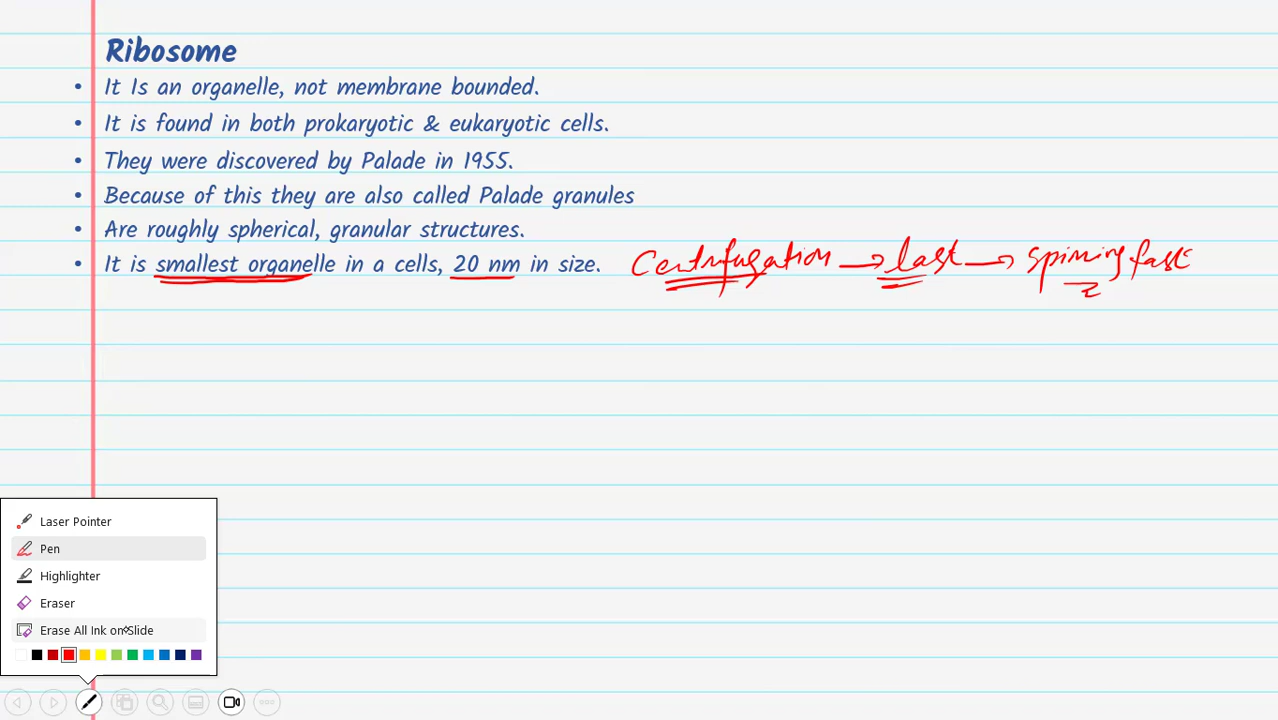 Ribosome
• It Is an organelle, not membrane bounded.
• It is found in both prokaryotic & eukaryotic cells.
• They were discovered by Palade in 1955.
• Because of this they are also called Palade granules
• Are roughly spherical, granular structures.
• It is smallest organelle in a cells, 20 nm in size. Centrifugation → last → spinning fast
Laser Pointer
Pen
Highlighter
Eraser
Erase All Ink on Slide